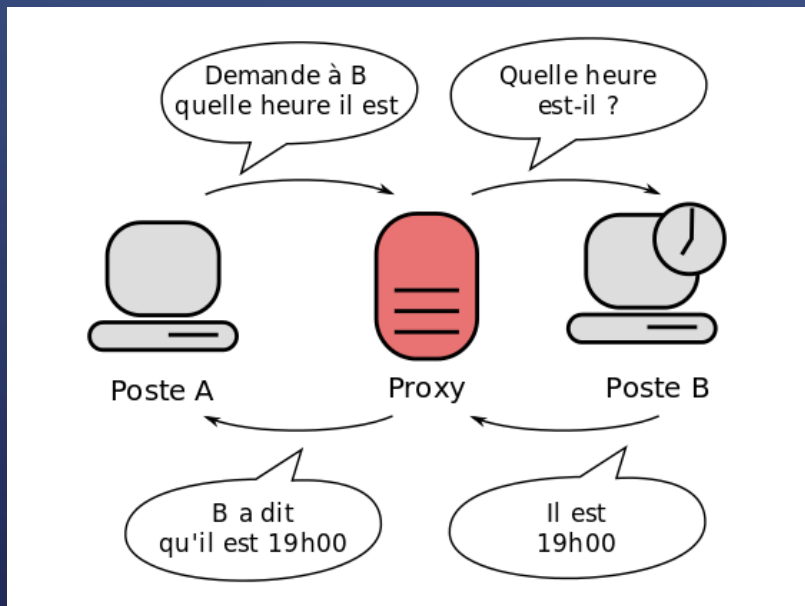 Demande à B
quelle heure il est
Quelle heure
est-il ?
Poste A
Proxy
Poste B
B a dit
qu'il est 19h00
Il est
19h00